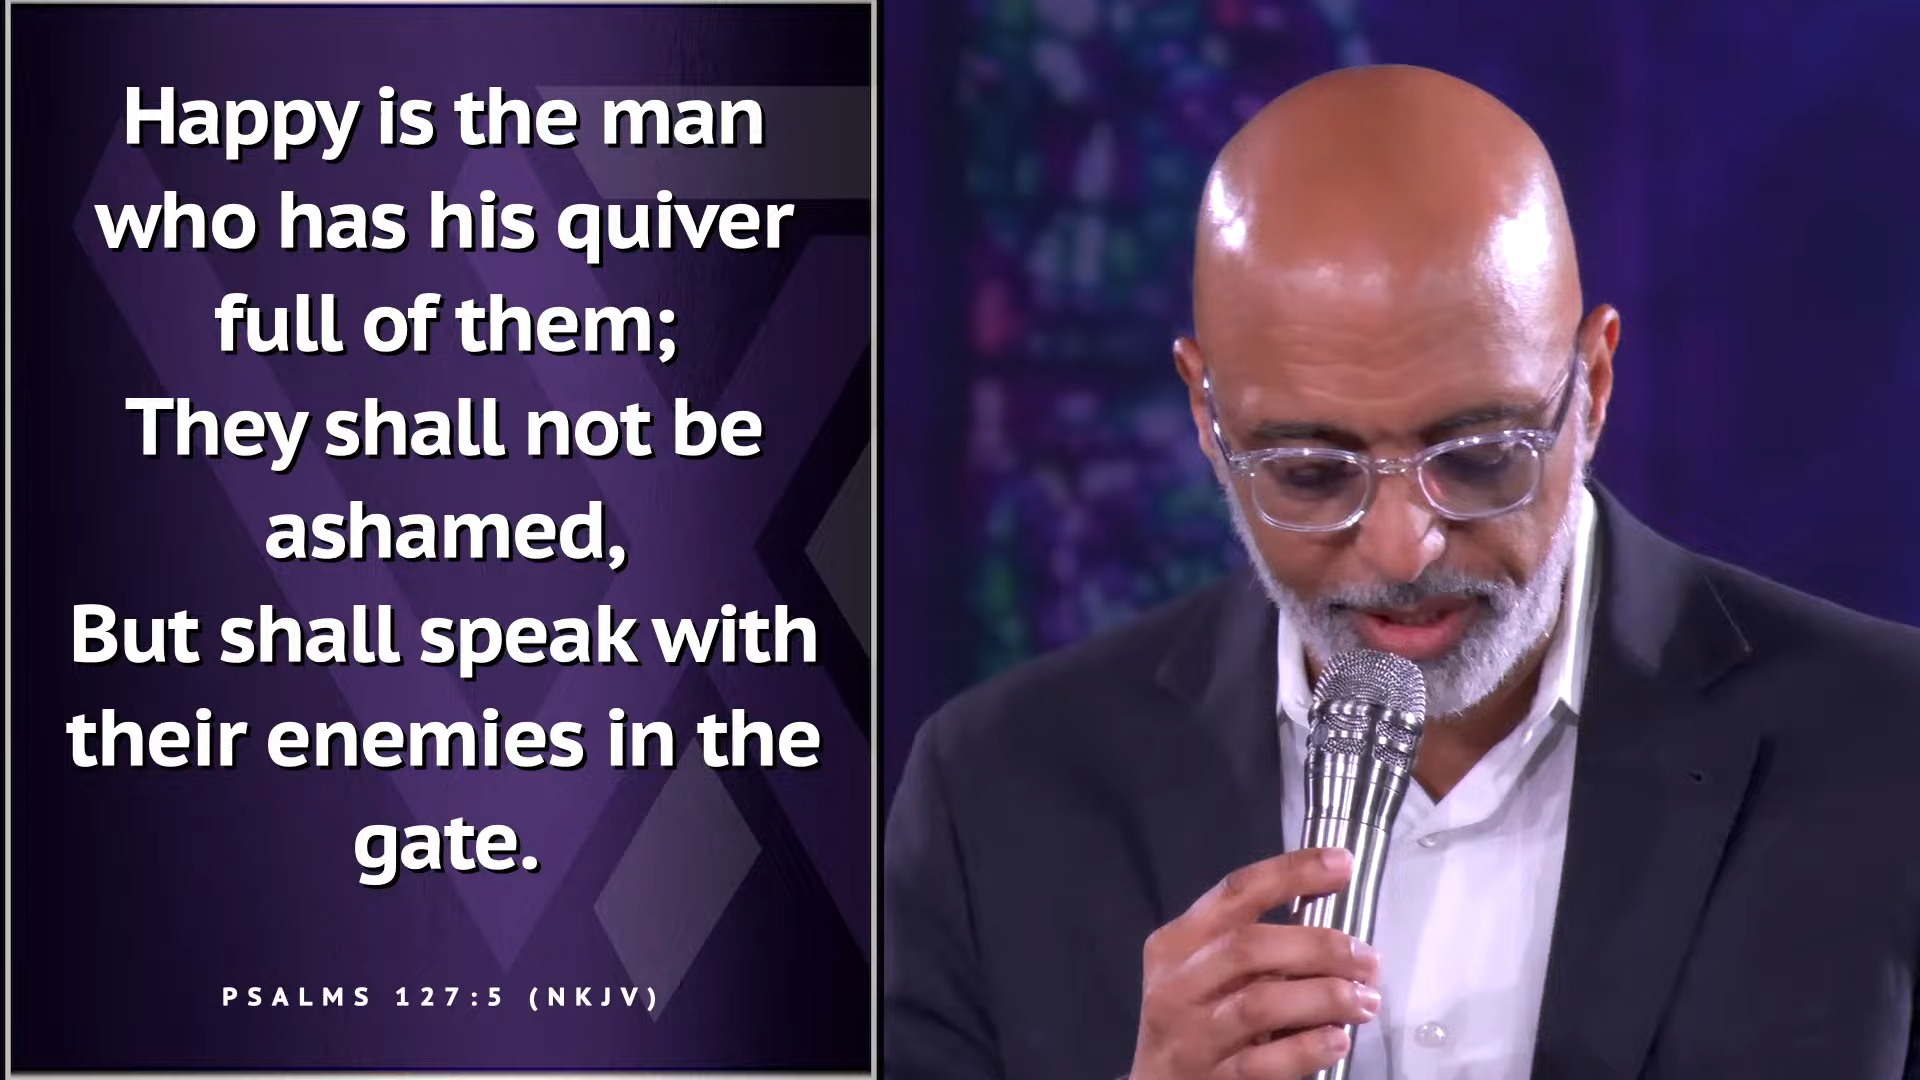 Happy is the man
who has his quiver
full of them;
They shall not be
ashamed,
But shall speak with
their enemies in the
gate.
PSALMS 127:5 (NKJV)